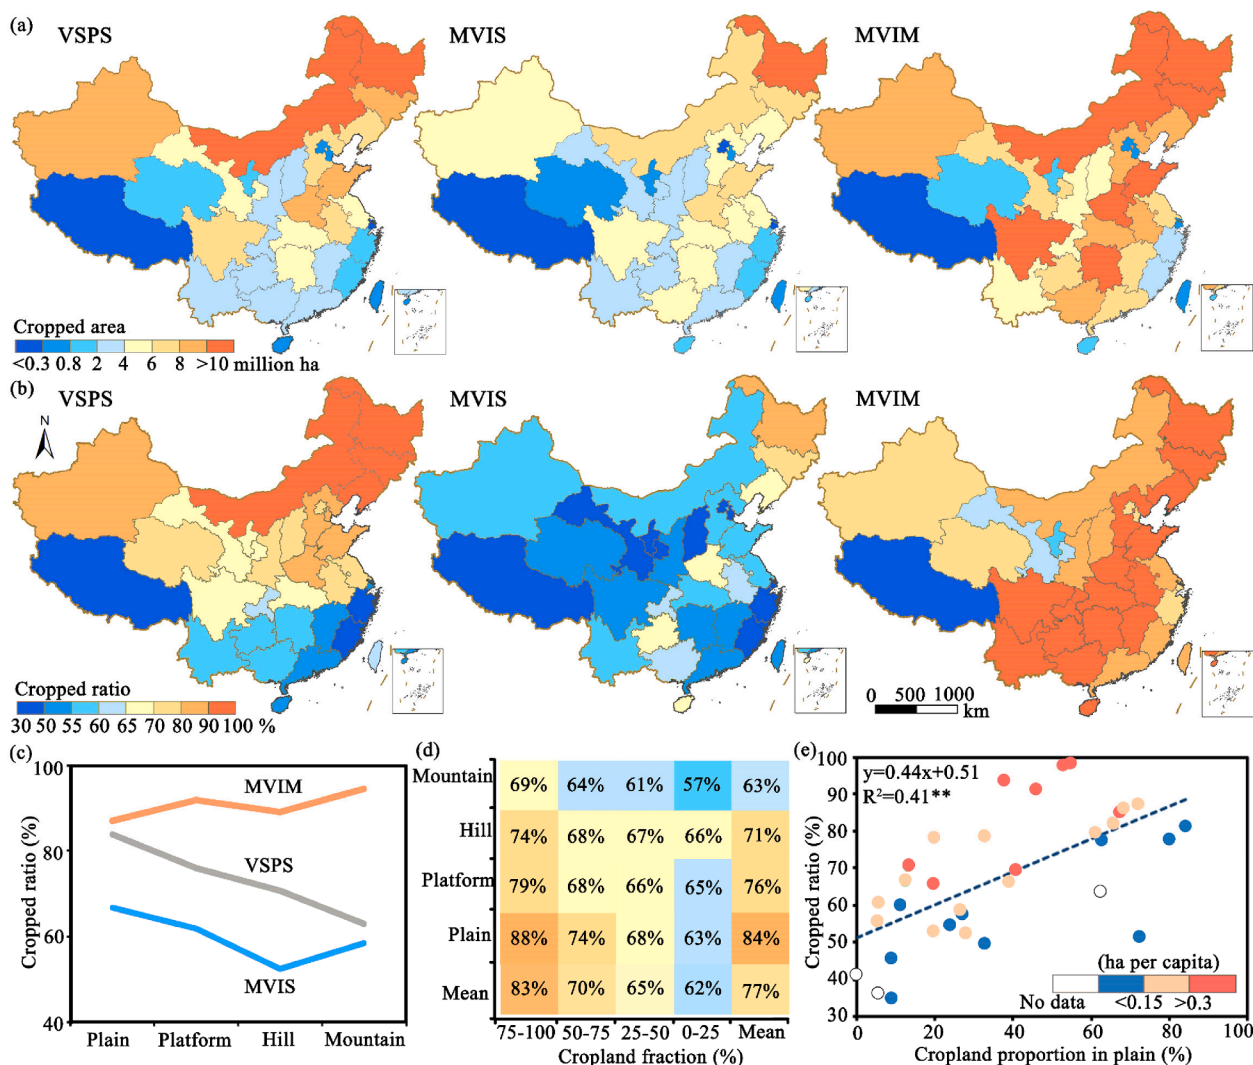 (a)
VSPS
MVIS
MVIM
Cropped area
<0.3 0.8 2 4 6 8 >10 million ha
(b)
VSPS
MVIS
MVIM
N
Cropped ratio
30 50 55 60 65 70 80 90 100 %
0 500 1000
km
(c)
Cropped ratio (%)
100
80
60
40
MVIM
VSPS
MVIS
Plain Platform Hill Mountain
(d)
Mountain 69% 64% 61% 57% 63%
Hill 74% 68% 67% 66% 71%
Platform 79% 68% 66% 65% 76%
Plain 88% 74% 68% 63% 84%
Mean 83% 70% 65% 62% 77%
75-100 50-75 25-50 0-25 Mean
Cropland fraction (%)
(e)
Cropped ratio (%)
100
90
80
70
60
50
40
30
y=0.44x+0.51
R²=0.41**
(ha per capita)
No data <0.15 >0.3
0 20 40 60 80 100
Cropland proportion in plain (%)